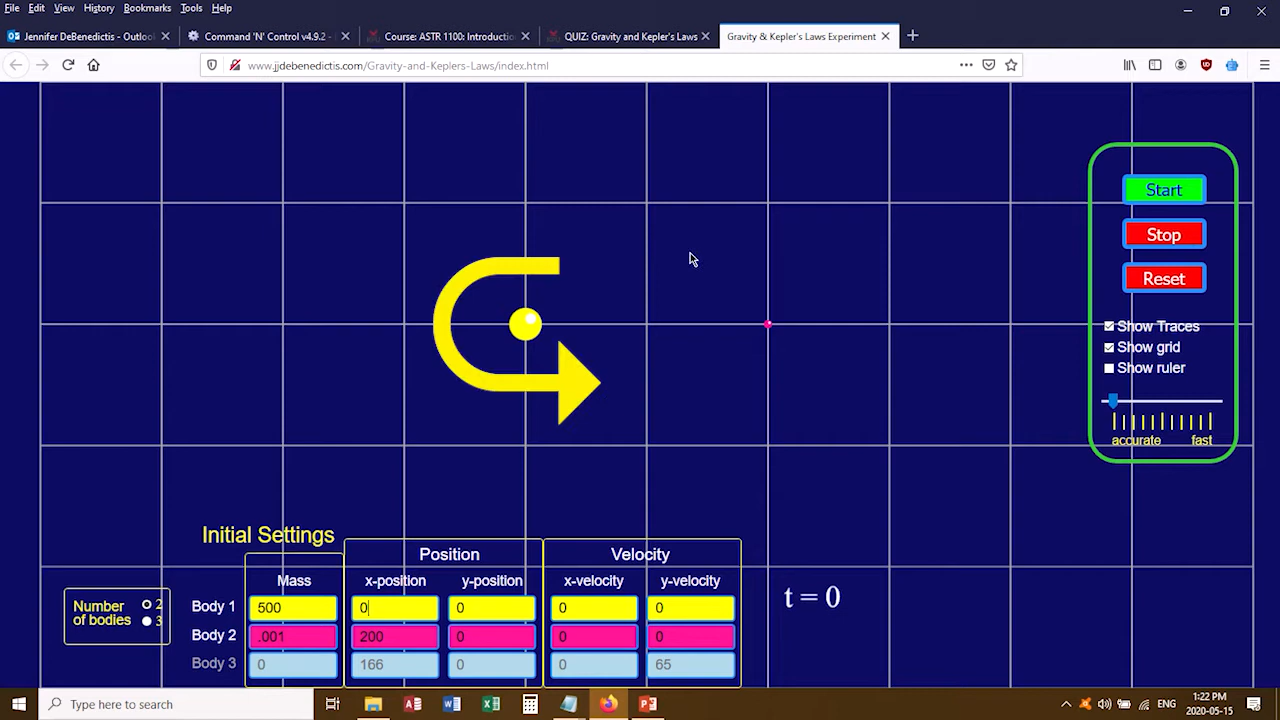 File Edit View History Bookmarks Tools Help
Jennifer DeBenedictis - Outlook
Command 'N' Control v4.9.2 -
Course: ASTR 1100: Introduction
QUIZ: Gravity and Kepler's Laws
Gravity & Kepler's Laws Experiment
www.jjdebenedictis.com/Gravity-and-Keplers-Laws/index.html
Start
Stop
Reset
Show Traces
Show grid
Show ruler
accurate fast
Initial Settings
Position Velocity
Mass x-position y-position x-velocity y-velocity
Number of bodies 2 3
Body 1 500 0 0 0 0
Body 2 .001 200 0 0 0
Body 3 0 166 0 0 65
t = 0
Type here to search
ENG
1:22 PM
2020-05-15